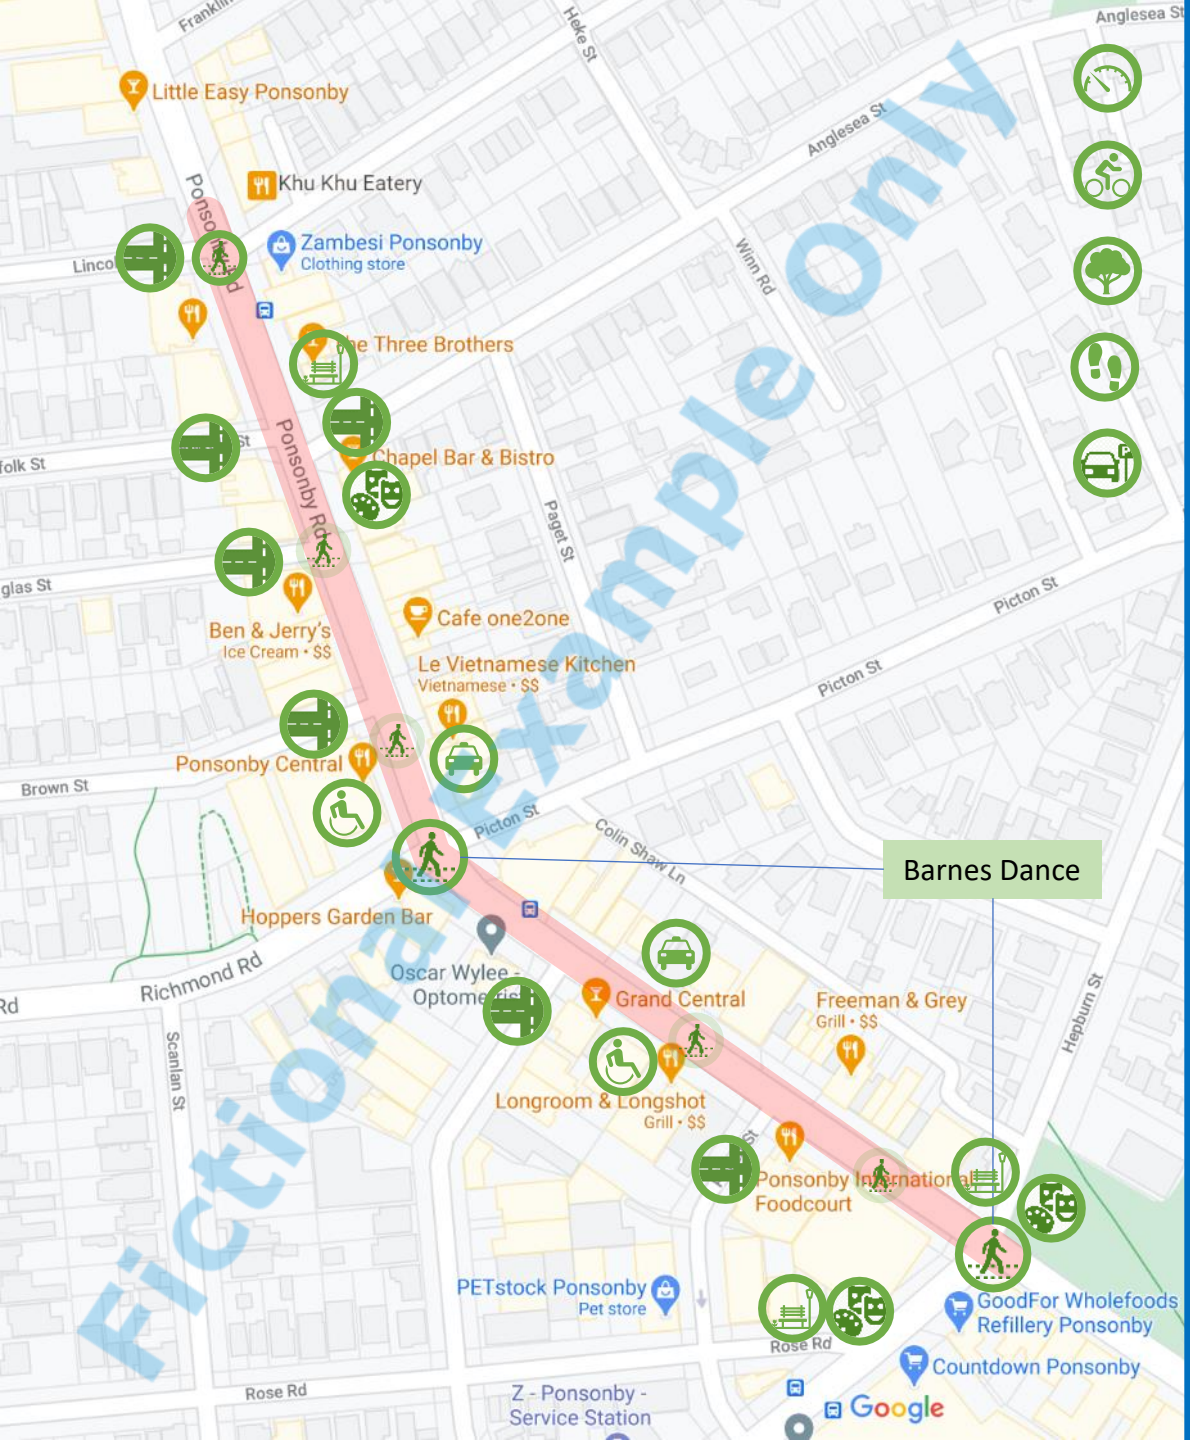 Anglesea St
Franklin
Heke St
Little Easy Ponsonby
Anglesea St
Khu Khu Eatery
Ponsonby Rd
Zambesi Ponsonby
Clothing store
Winn Rd
Linco
The Three Brothers
St
folk St
Ponsonby Rd
Chapel Bar & Bistro
Paget St
glas St
Picton St
Cafe one2one
Ben & Jerry's
Ice Cream • $$
Le Vietnamese Kitchen
Vietnamese • $$
Picton St
Ponsonby Central
Brown St
Picton St
Colin Shaw Ln
Barnes Dance
Hoppers Garden Bar
Richmond Rd
Rd
Oscar Wylee -
Optometrist
Grand Central
Freeman & Grey
Grill • $$
Hepburn St
Scanlan St
Longroom & Longshot
Grill • $$
St
Ponsonby International
Foodcourt
PETstock Ponsonby
Pet store
GoodFor Wholefoods
Refillery Ponsonby
Rose Rd
Countdown Ponsonby
Rose Rd
Z - Ponsonby -
Service Station
Google
Fictional Example Only